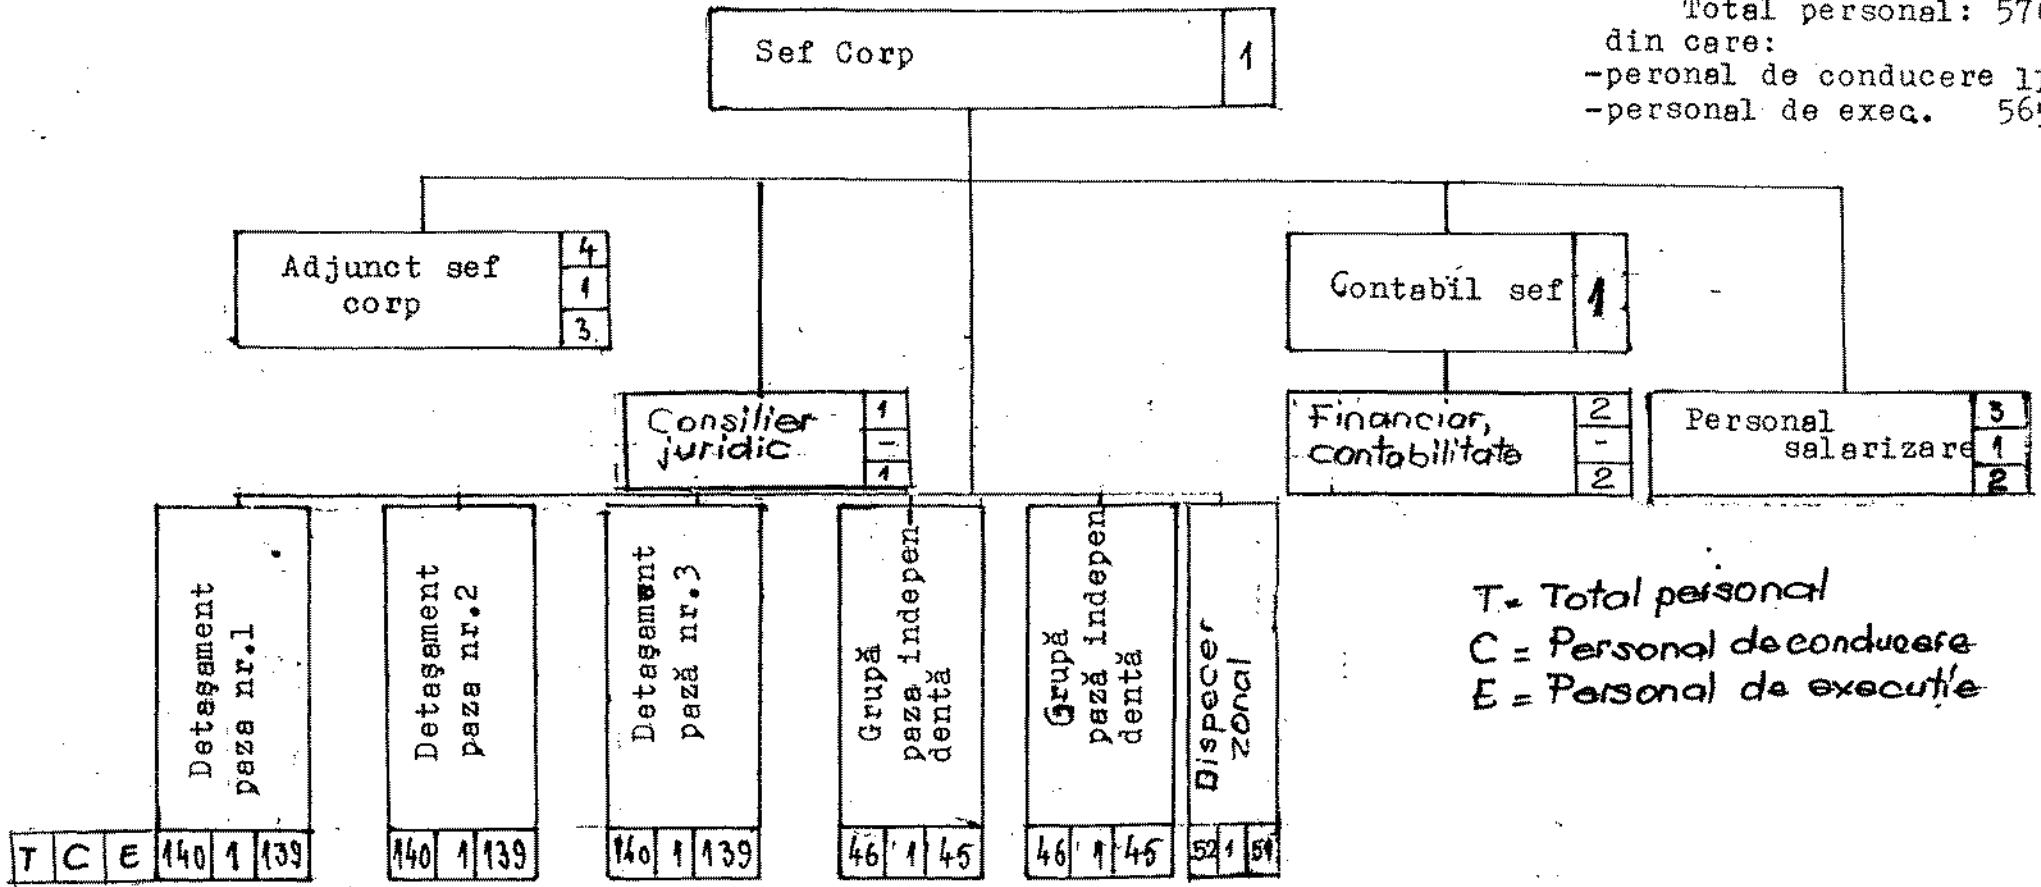 Total personal: 57
din care:
-peronal de conducere 1
-personal de exec. 56
Sef Corp 1
Adjunct sef
corp
4
1
3
Contabil sef 1
Consilier
juridic
1
-
1
Financiar,
contabilitate
2
-
2
Personal
salarizare
3
1
2
Detaşament
paza nr.1
Detaşament
paza nr.2
Detaşament
pază nr.3
Grupă
paza indepen-
dentă
Grupă
pază indepen
dentă
Dispecer
zonal
T C E 140 1 139
140 1 139
140 1 139
46 1 45
46 1 45
52 1 51
T= Total personal
C = Personal de conducere
E = Personal de execuţie